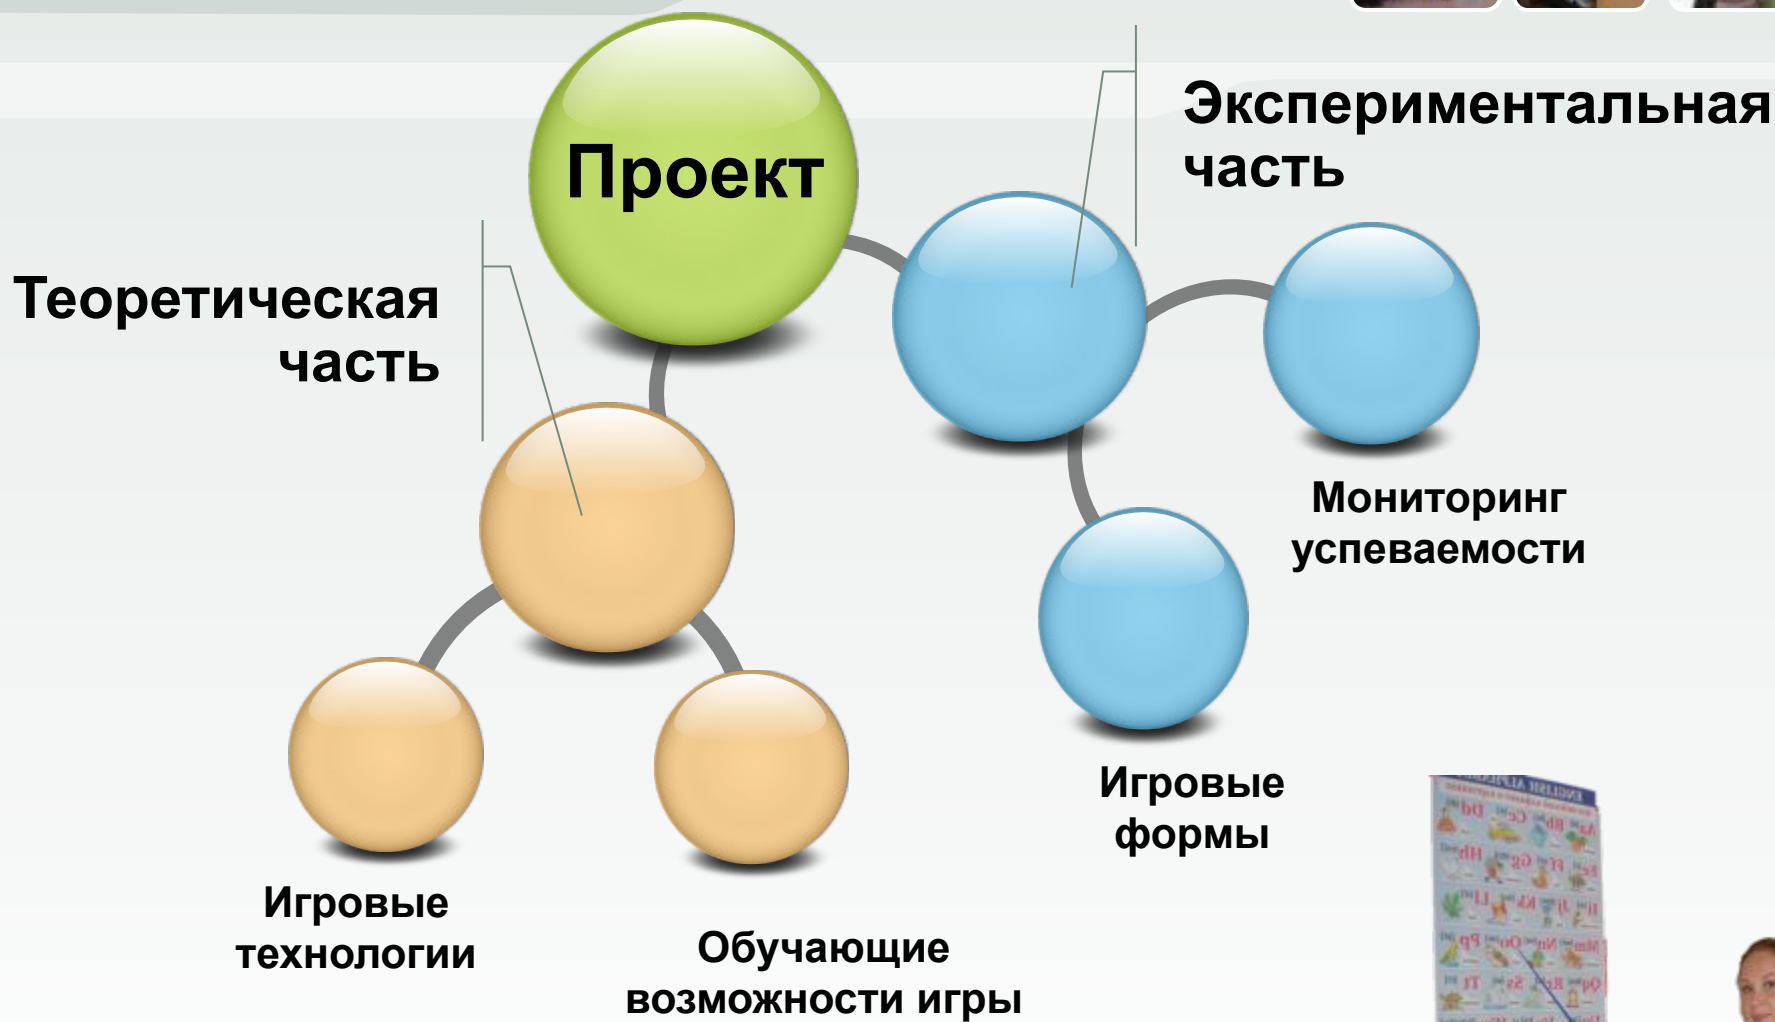 Проект
Экспериментальная
часть
Теоретическая
часть
Мониторинг
успеваемости
Игровые
формы
Игровые
технологии
Обучающие
возможности игры